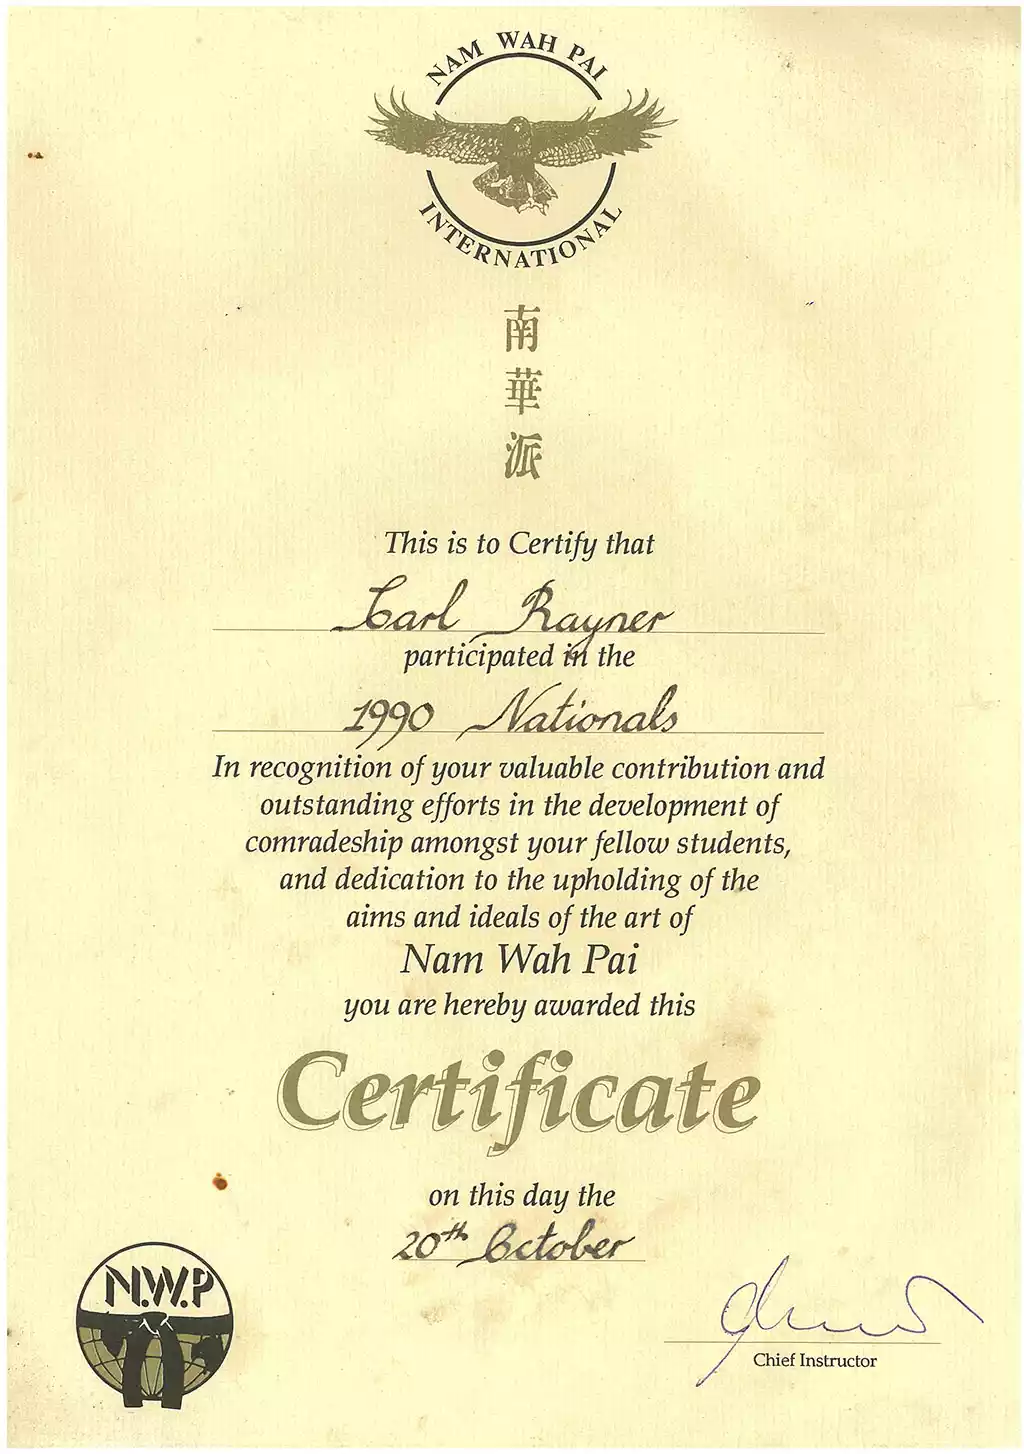 NAM WAH PAI
INTERNATIONAL
南
華
派
This is to Certify that
Carl Rayner
participated in the
1990 Nationals
In recognition of your valuable contribution and
outstanding efforts in the development of
comradeship amongst your fellow students,
and dedication to the upholding of the
aims and ideals of the art of
Nam Wah Pai
you are hereby awarded this
Certificate
on this day the
20th October
N.W.P
Chief Instructor